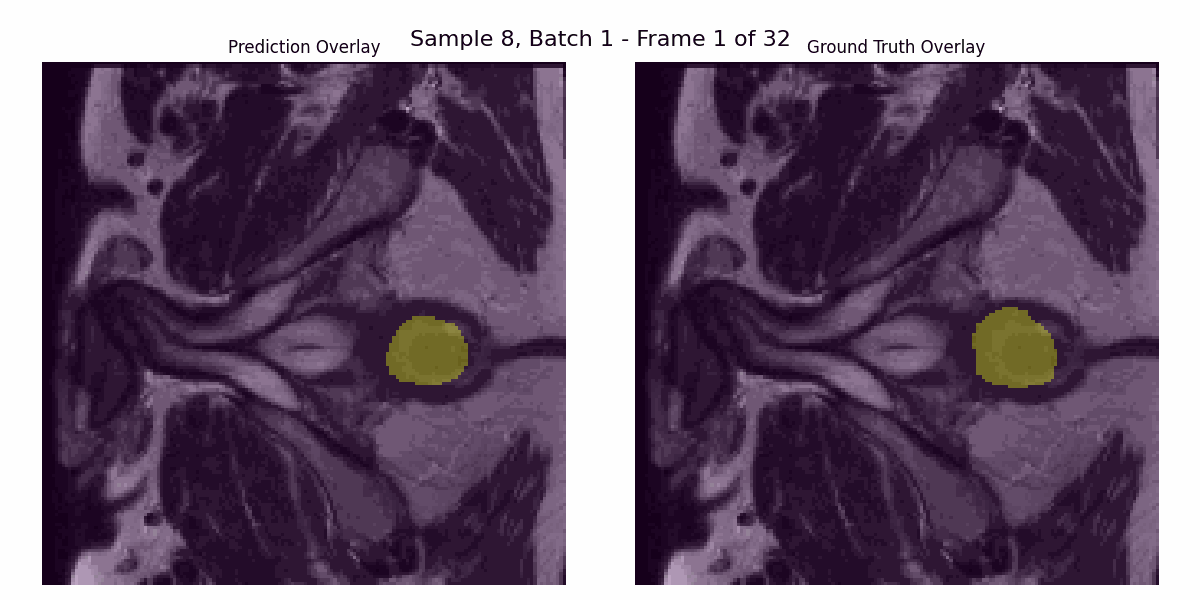 Sample 8, Batch 1 - Frame 1 of 32
Prediction Overlay
Ground Truth Overlay